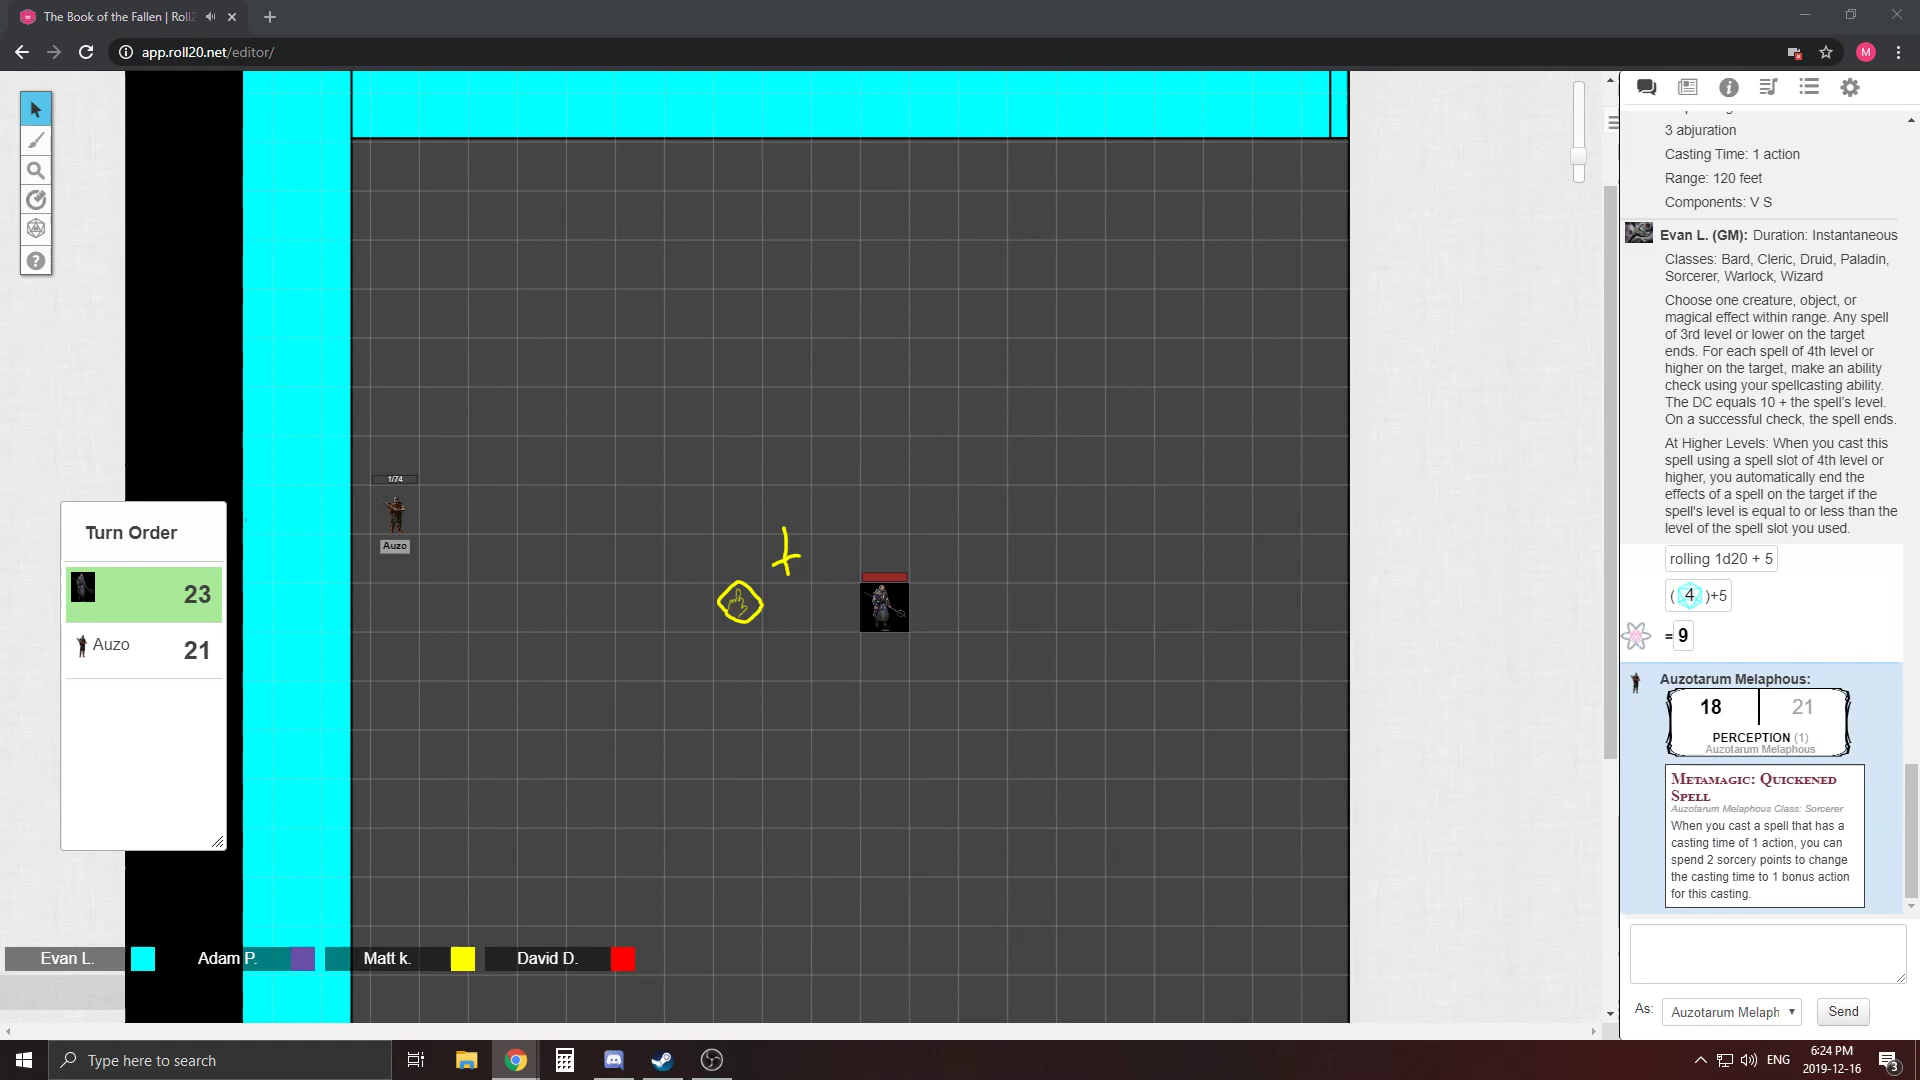 The Book of the Fallen | Roll2
app.roll20.net/editor/
M
3 abjuration
Casting Time: 1 action
Range: 120 feet
Components: V S
Evan L. (GM): Duration: Instantaneous
Classes: Bard, Cleric, Druid, Paladin,
Sorcerer, Warlock, Wizard
Choose one creature, object, or
magical effect within range. Any spell
of 3rd level or lower on the target
ends. For each spell of 4th level or
higher on the target, make an ability
check using your spellcasting ability.
The DC equals 10 + the spell's level.
On a successful check, the spell ends.
At Higher Levels: When you cast this
spell using a spell slot of 4th level or
higher, you automatically end the
effects of a spell on the target if the
spell's level is equal to or less than the
level of the spell slot you used.
rolling 1d20 + 5
(4)+5
=9
Auzotarum Melaphous:
18 21
PERCEPTION (1)
Auzotarum Melaphous
METAMAGIC: QUICKENED
SPELL
Auzotarum Melaphous Class: Sorcerer
When you cast a spell that has a
casting time of 1 action, you can
spend 2 sorcery points to change
the casting time to 1 bonus action
for this casting.
As: Auzotarum Melaph Send
1/74
Auzo
Turn Order
23
Auzo 21
Evan L. Adam P. Matt k. David D.
Type here to search
ENG
6:24 PM
2019-12-16
3